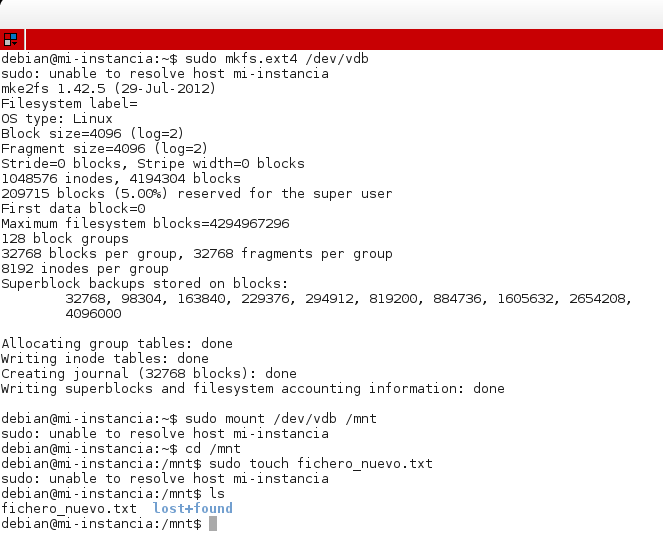 debian@mi-instancia:~$ sudo mkfs.ext4 /dev/vdb
sudo: unable to resolve host mi-instancia
mke2fs 1.42.5 (29-Jul-2012)
Filesystem label=
OS type: Linux
Block size=4096 (log=2)
Fragment size=4096 (log=2)
Stride=0 blocks, Stripe width=0 blocks
1048576 inodes, 4194304 blocks
209715 blocks (5.00%) reserved for the super user
First data block=0
Maximum filesystem blocks=4294967296
128 block groups
32768 blocks per group, 32768 fragments per group
8192 inodes per group
Superblock backups stored on blocks:
        32768, 98304, 163840, 229376, 294912, 819200, 884736, 1605632, 2654208,
        4096000

Allocating group tables: done
Writing inode tables: done
Creating journal (32768 blocks): done
Writing superblocks and filesystem accounting information: done

debian@mi-instancia:~$ sudo mount /dev/vdb /mnt
sudo: unable to resolve host mi-instancia
debian@mi-instancia:~$ cd /mnt
debian@mi-instancia:/mnt$ sudo touch fichero_nuevo.txt
sudo: unable to resolve host mi-instancia
debian@mi-instancia:/mnt$ ls
fichero_nuevo.txt  lost+found
debian@mi-instancia:/mnt$